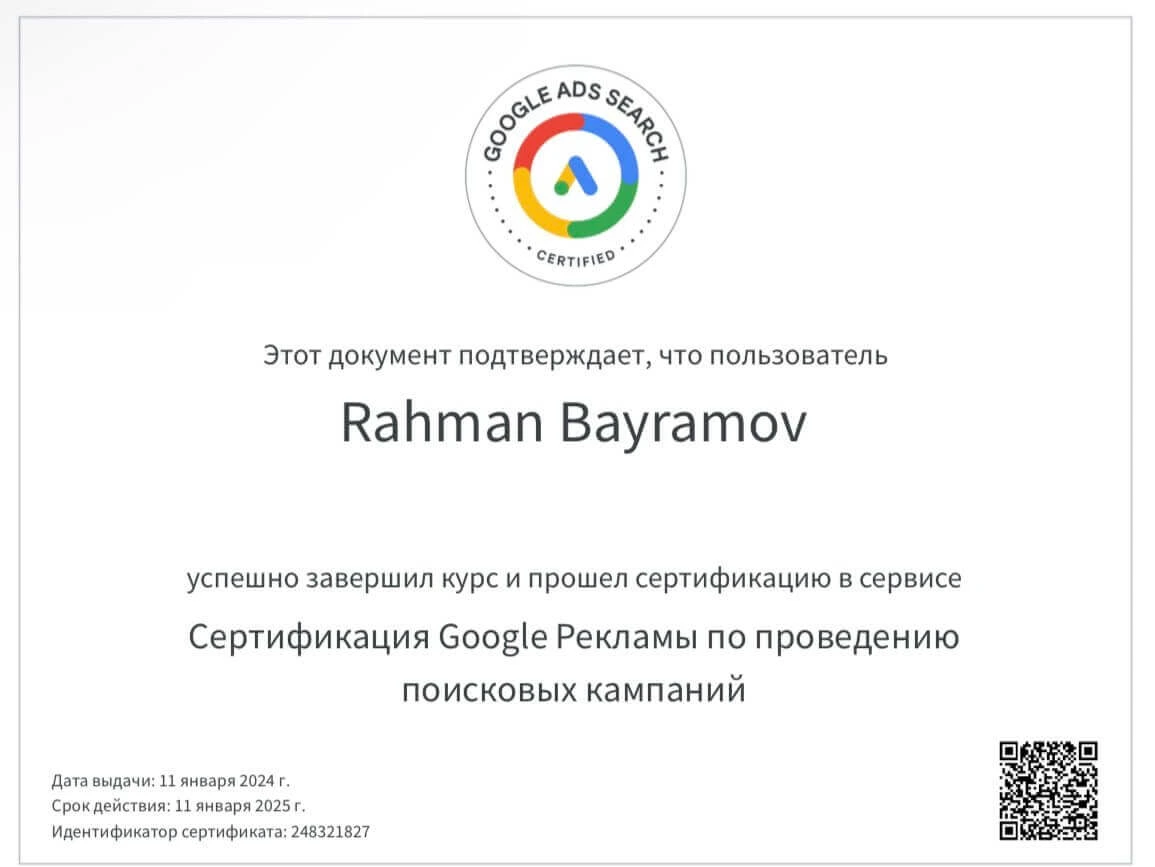 GOOGLE ADS SEARCH
CERTIFIED
Этот документ подтверждает, что пользователь
Rahman Bayramov
успешно завершил курс и прошел сертификацию в сервисе
Сертификация Google Рекламы по проведению
поисковых кампаний
Дата выдачи: 11 января 2024 г.
Срок действия: 11 января 2025 г.
Идентификатор сертификата: 248321827